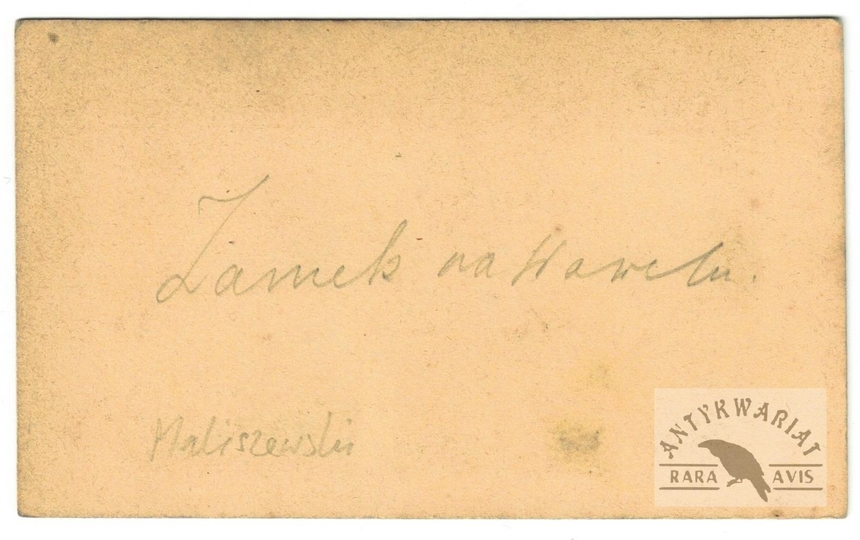 Zamek na Wawelu.
Maliszewski
ANTYKWARIAT
RARA AVIS